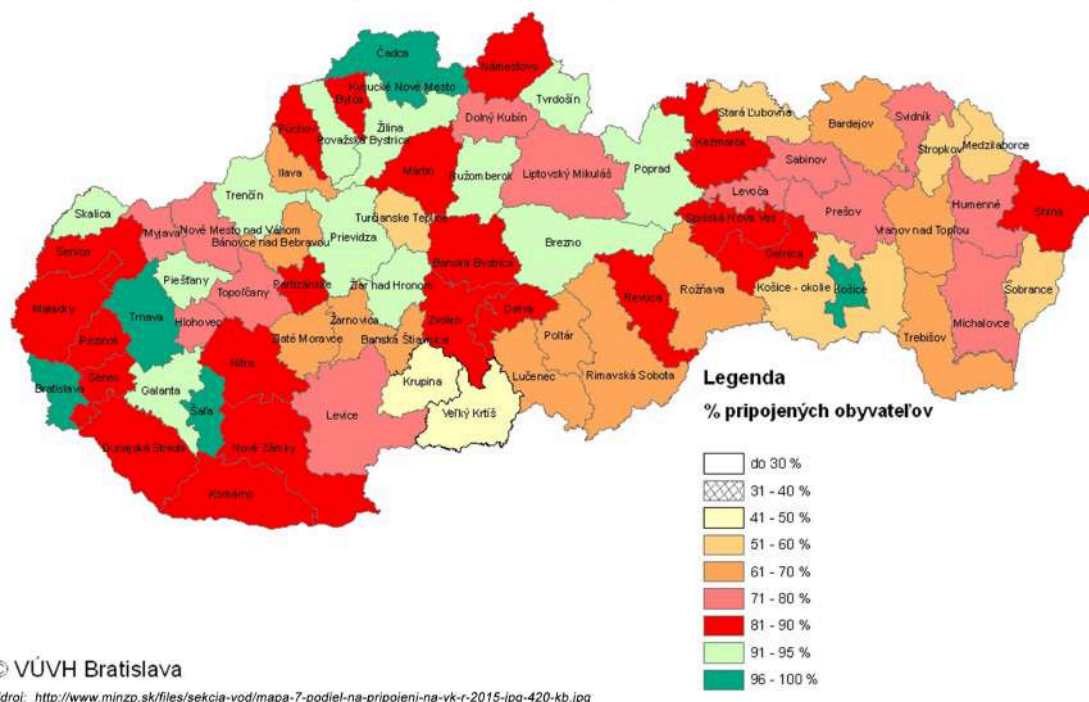 Čadca
Námestovo
Kysucké Nové Mesto
Bytča
Tvrdošín
Púchov
Žilina
Považská Bystrica
Dolný Kubín
Stará Ľubovňa
Bardejov
Svidník
Stropkov
Medzilaborce
Kežmarok
Sabinov
Ilava
Martin
Ružomberok
Liptovský Mikuláš
Poprad
Levoča
Prešov
Humenné
Snina
Trenčín
Skalica
Myjava
Nové Mesto nad Váhom
Bánovce nad Bebravou
Turčianske Teplice
Prievidza
Spišská Nová Ves
Vranov nad Topľou
Senica
Brezno
Banská Bystrica
Gelnica
Piešťany
Partizánske
Žiar nad Hronom
Topoľčany
Revúca
Rožňava
Košice - okolie
Košice
Sobrance
Malacky
Trnava
Hlohovec
Žarnovica
Zvolen
Detva
Michalovce
Pezinok
Zlaté Moravce
Banská Štiavnica
Poltár
Trebišov
Nitra
Bratislava
Senec
Galanta
Krupina
Lučenec
Rimavská Sobota
Šaľa
Levice
Veľký Krtíš
Dunajská Streda
Nové Zámky
Komárno
Legenda
% pripojených obyvateľov
do 30 %
31 - 40 %
41 - 50 %
51 - 60 %
61 - 70 %
71 - 80 %
81 - 90 %
91 - 95 %
96 - 100 %
© VÚVH Bratislava
http://www.minzp.sk/files/sekcia-vod/mapa-7-podiel-na-pripojeni-na-vk-r-2015-jpg-420-kb.jpg